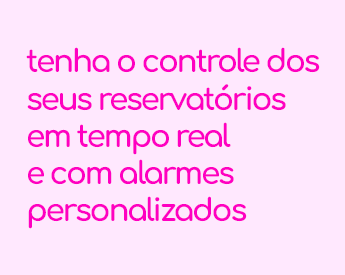 tenha o controle dos
seus reservatórios
em tempo real
e com alarmes
personalizados